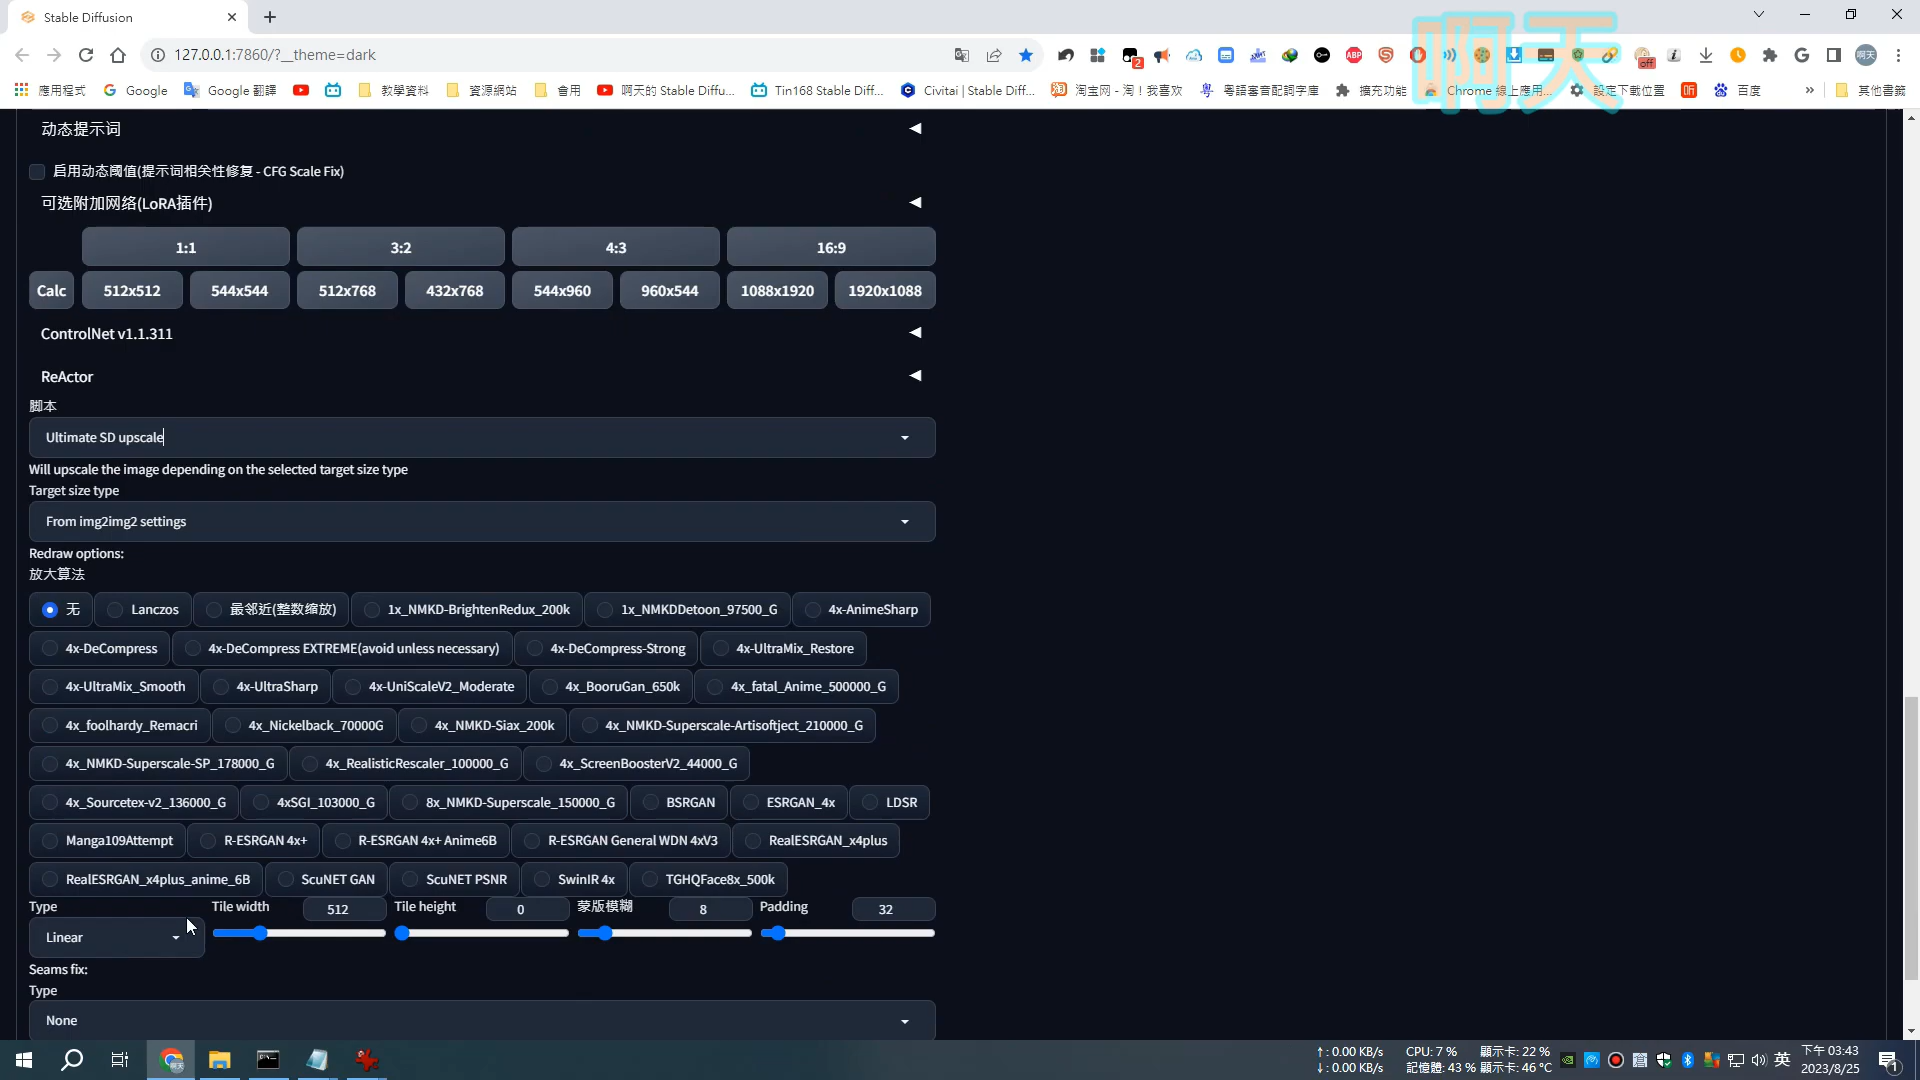 Stable Diffusion
127.0.0.1:7860/?__theme=dark
2
ABP
off
啊天
應用程式
Google
Google 翻譯
教學資料
資源網站
會用
啊天的 Stable Diffu...
Tin168 Stable Diff...
Civitai | Stable Diff...
淘宝网 - 淘！我喜欢
粵語審音配詞字庫
擴充功能
Chrome 線上應用...
設定下載位置
百度
»
其他書籤
啊天
动态提示词
启用动态阈值(提示词相关性修复 - CFG Scale Fix)
可选附加网络(LoRA插件)
1:1
3:2
4:3
16:9
Calc
512x512
544x544
512x768
432x768
544x960
960x544
1088x1920
1920x1088
ControlNet v1.1.311
ReActor
脚本
Ultimate SD upscale
Will upscale the image depending on the selected target size type
Target size type
From img2img2 settings
Redraw options:
放大算法
无
Lanczos
最邻近(整数缩放)
1x_NMKD-BrightenRedux_200k
1x_NMKDDetoon_97500_G
4x-AnimeSharp
4x-DeCompress
4x-DeCompress EXTREME(avoid unless necessary)
4x-DeCompress-Strong
4x-UltraMix_Restore
4x-UltraMix_Smooth
4x-UltraSharp
4x-UniScaleV2_Moderate
4x_BooruGan_650k
4x_fatal_Anime_500000_G
4x_foolhardy_Remacri
4x_Nickelback_70000G
4x_NMKD-Siax_200k
4x_NMKD-Superscale-Artisoftject_210000_G
4x_NMKD-Superscale-SP_178000_G
4x_RealisticRescaler_100000_G
4x_ScreenBoosterV2_44000_G
4x_Sourcetex-v2_136000_G
4xSGI_103000_G
8x_NMKD-Superscale_150000_G
BSRGAN
ESRGAN_4x
LDSR
Manga109Attempt
R-ESRGAN 4x+
R-ESRGAN 4x+ Anime6B
R-ESRGAN General WDN 4xV3
RealESRGAN_x4plus
RealESRGAN_x4plus_anime_6B
ScuNET GAN
ScuNET PSNR
SwinIR 4x
TGHQFace8x_500k
Type
Tile width
512
Tile height
0
蒙版模糊
8
Padding
32
Linear
Seams fix:
Type
None
↑: 0.00 KB/s
↓: 0.00 KB/s
CPU: 7 %
顯示卡: 22 %
記憶體: 43 %
顯示卡: 46 °C
英
下午 03:43
2023/8/25
1